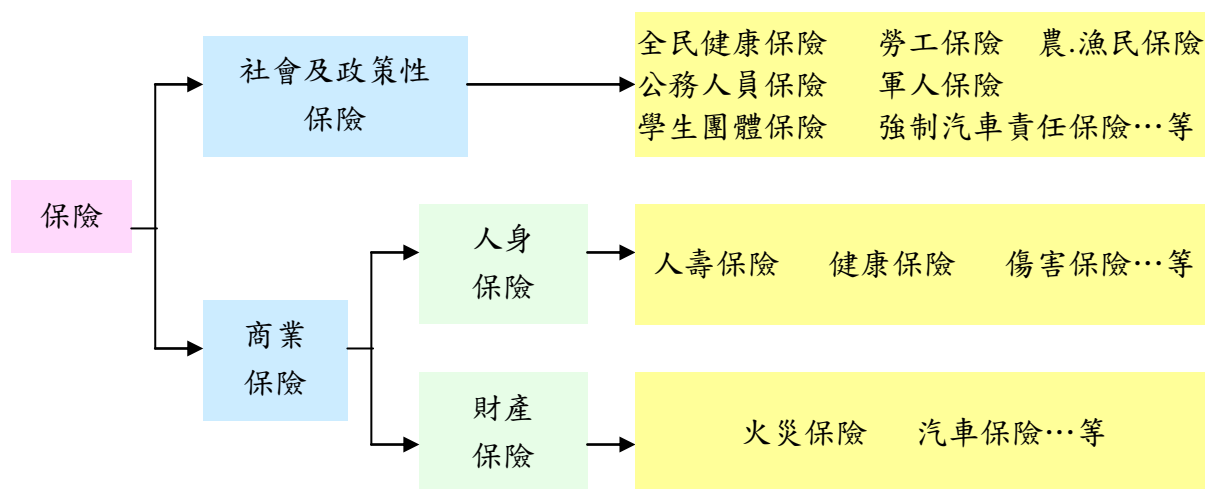 保險
社會及政策性
保險
全民健康保險 勞工保險 農.漁民保險
公務人員保險 軍人保險
學生團體保險 強制汽車責任保險…等
商業
保險
人身
保險
人壽保險 健康保險 傷害保險…等
財產
保險
火災保險 汽車保險…等